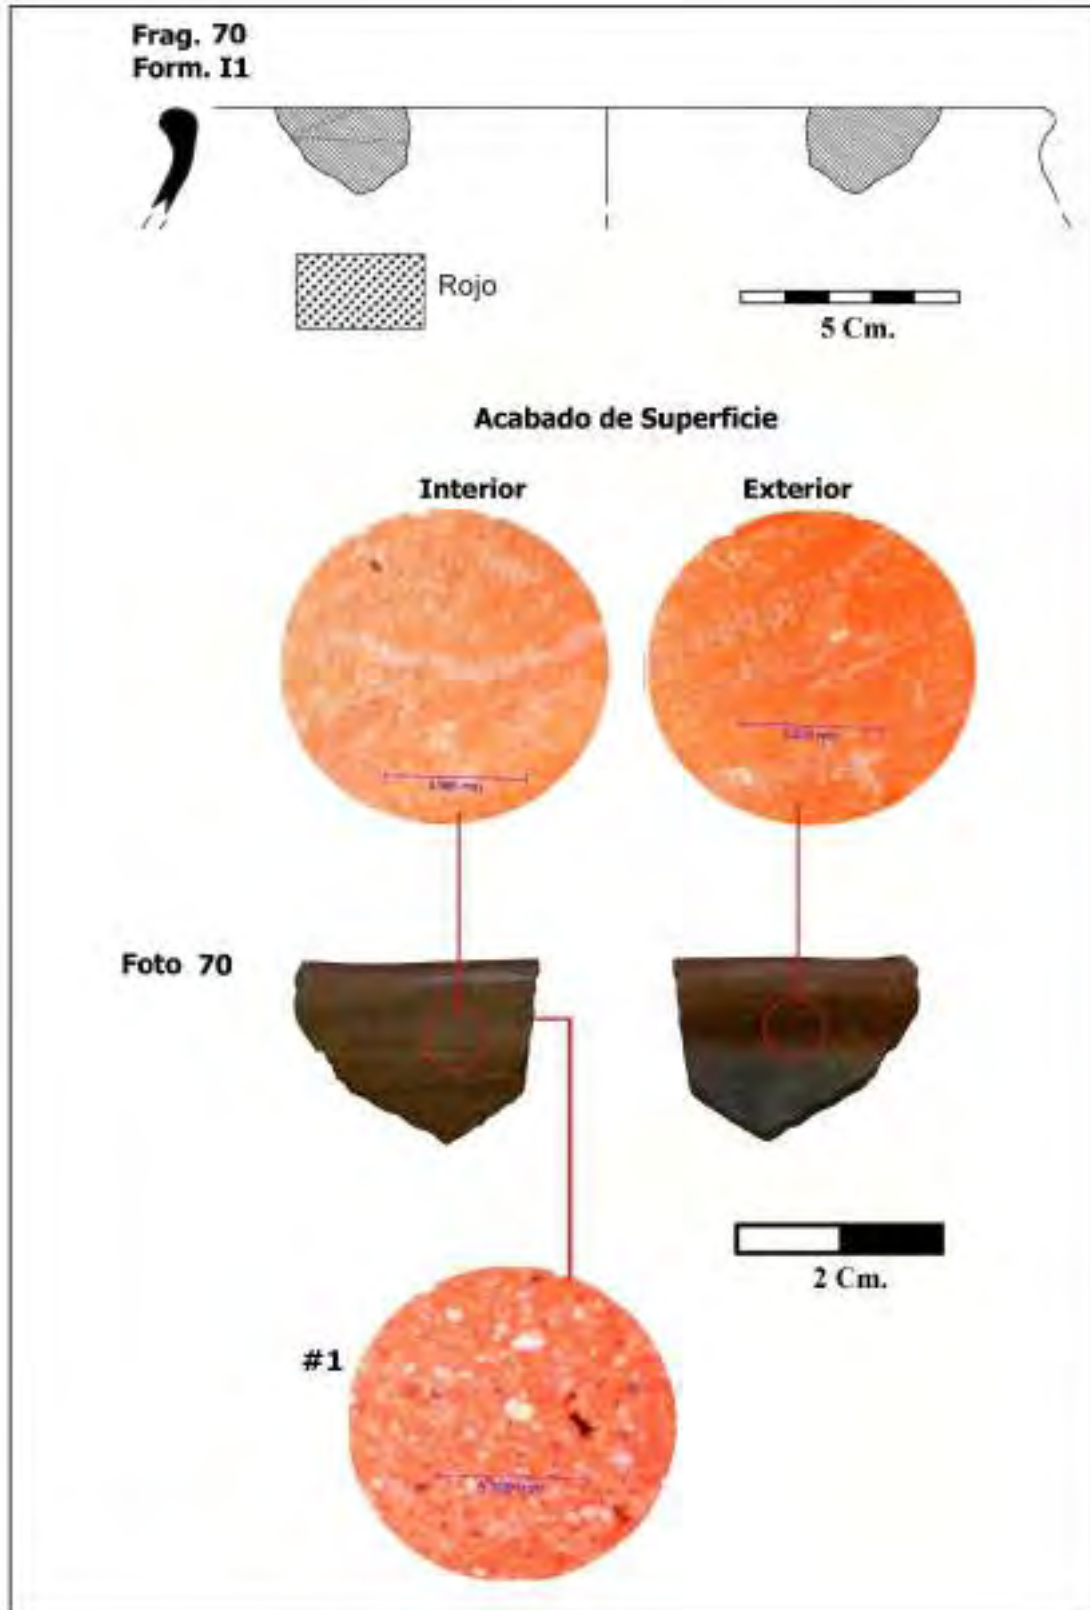 Frag. 70
Form. I1
Rojo
5 Cm.
Acabado de Superficie
Interior
Exterior
Foto 70
2 Cm.
#1